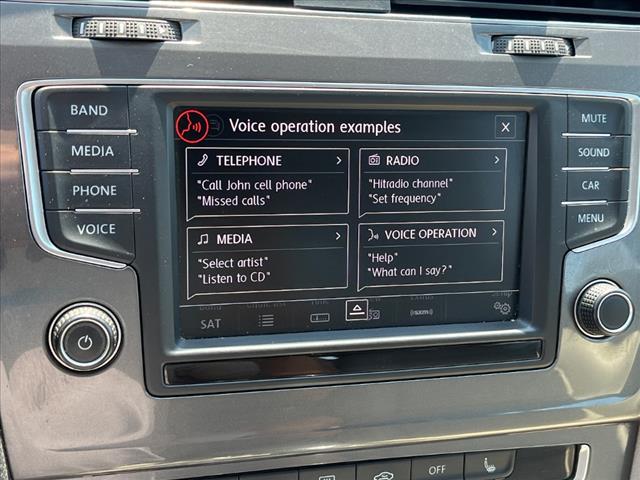 BAND
MEDIA
PHONE
VOICE
Voice operation examples
X
TELEPHONE
"Call John cell phone"
"Missed calls"
RADIO
"Hitradio channel"
"Set frequency"
MEDIA
"Select artist"
"Listen to CD"
VOICE OPERATION
"Help"
"What can I say?"
SAT
sxm
MUTE
SOUND
CAR
MENU
OFF